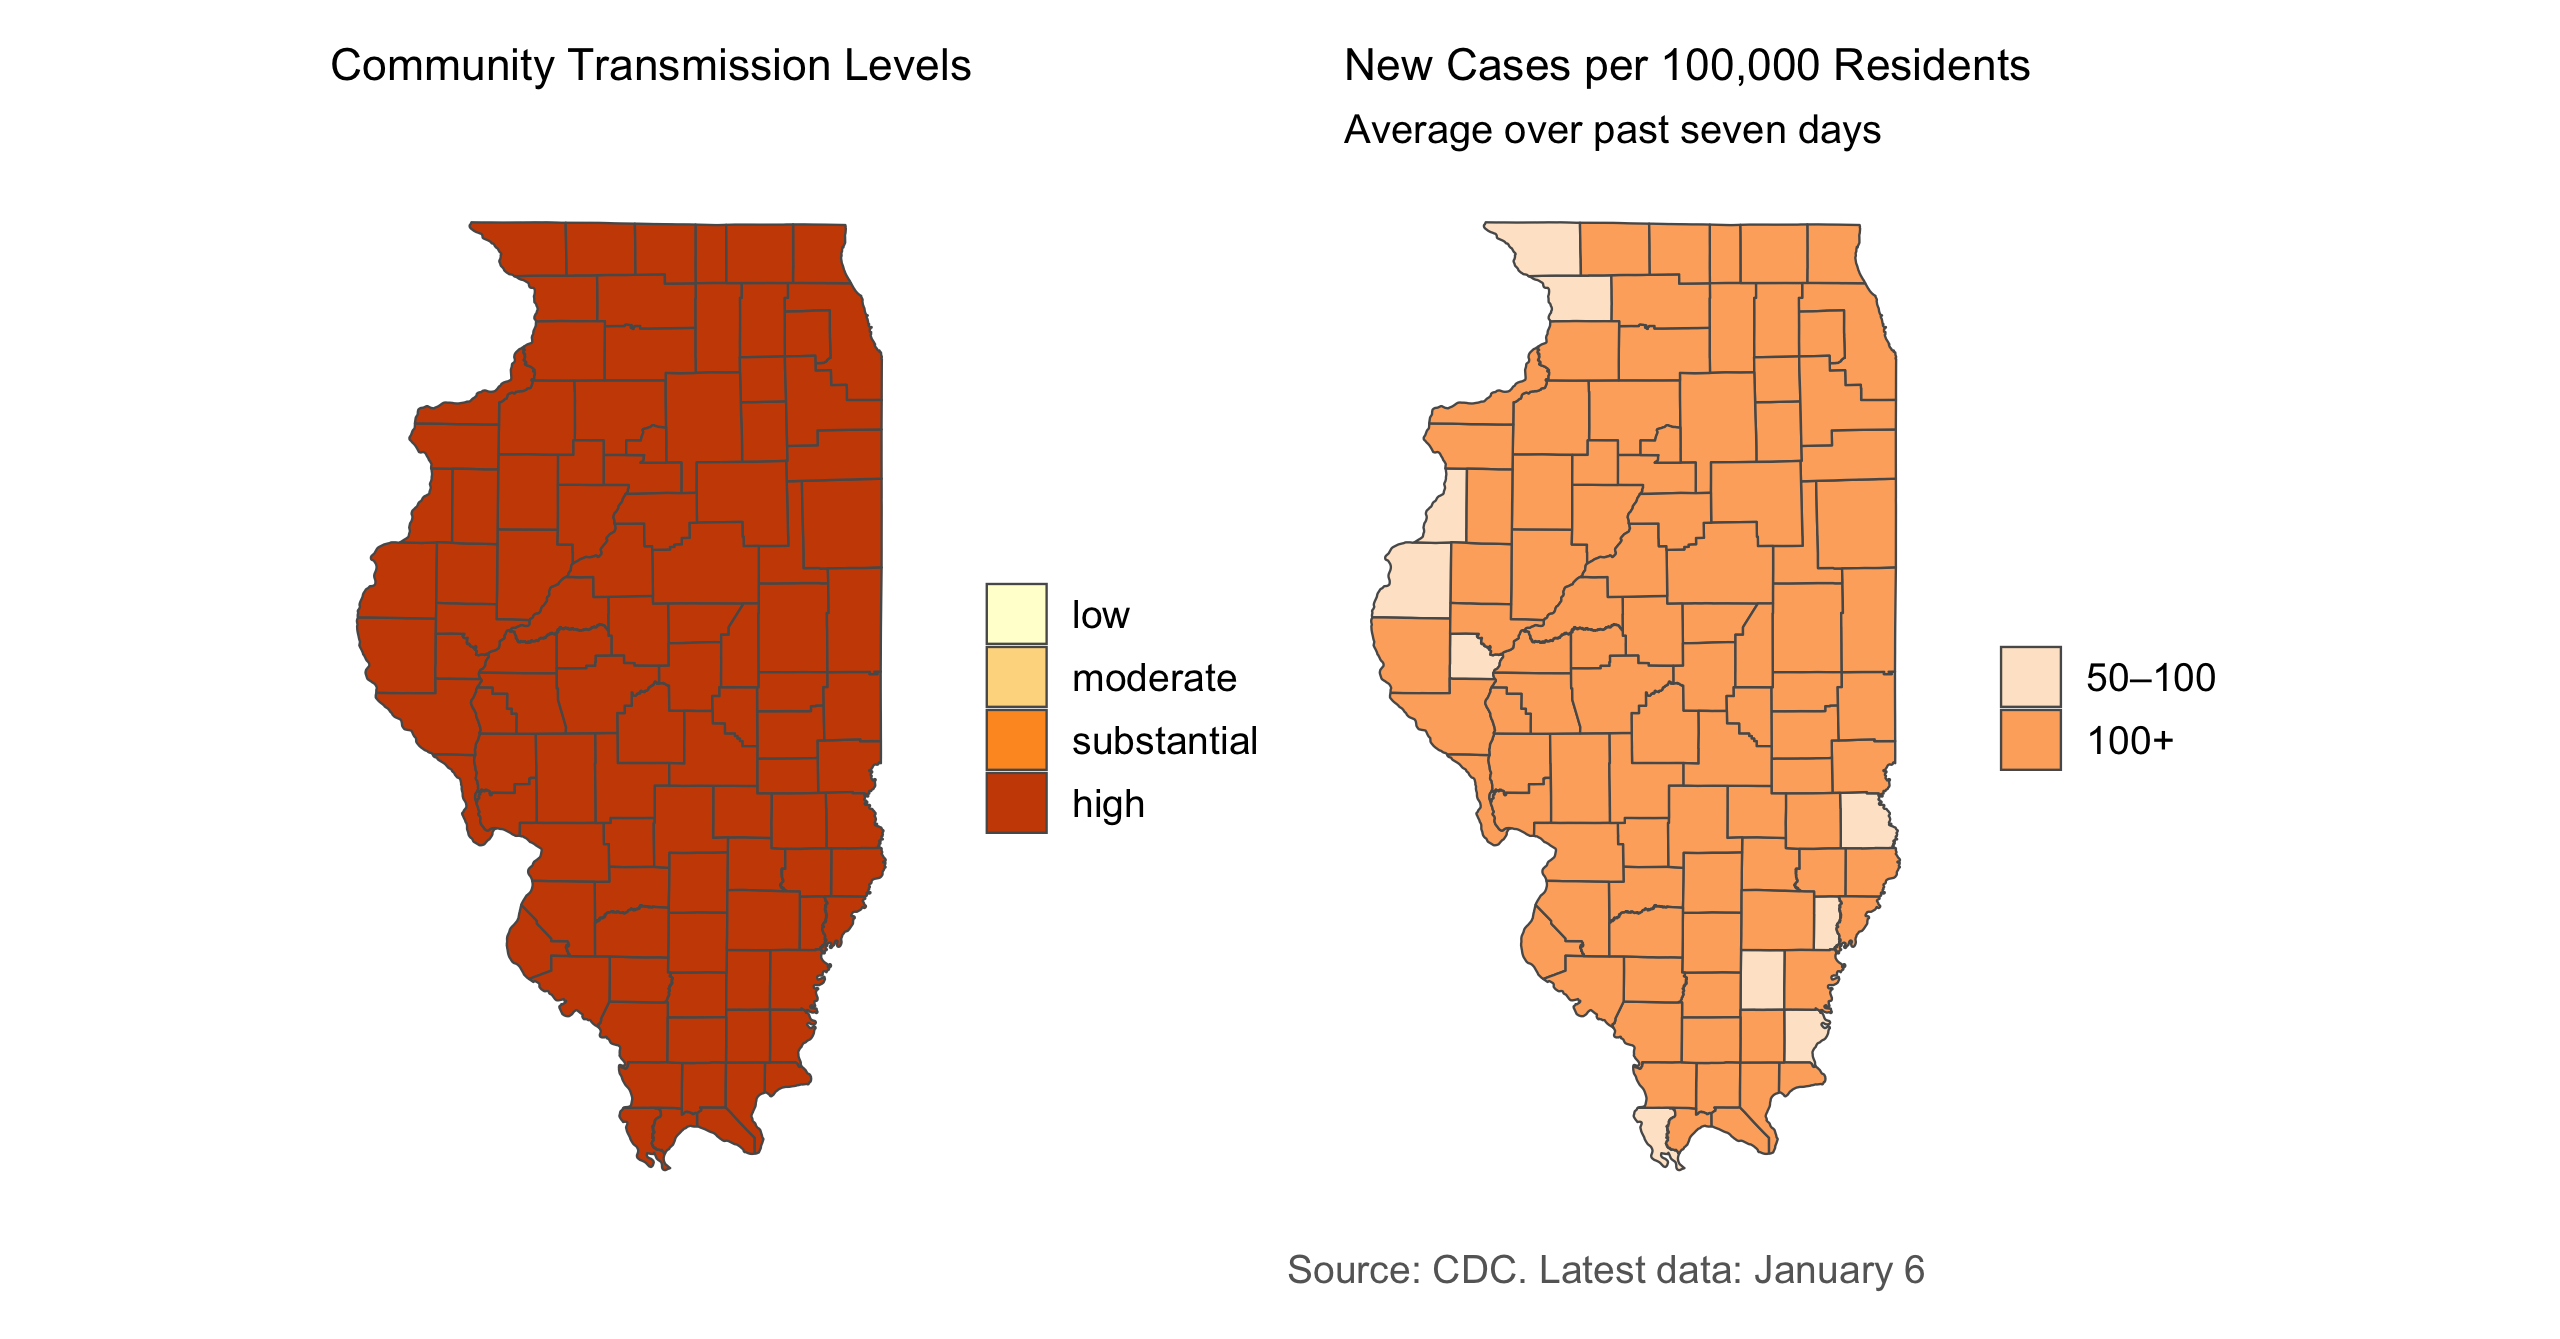 Community Transmission Levels
low
moderate
substantial
high
New Cases per 100,000 Residents
Average over past seven days
50–100
100+
Source: CDC. Latest data: January 6